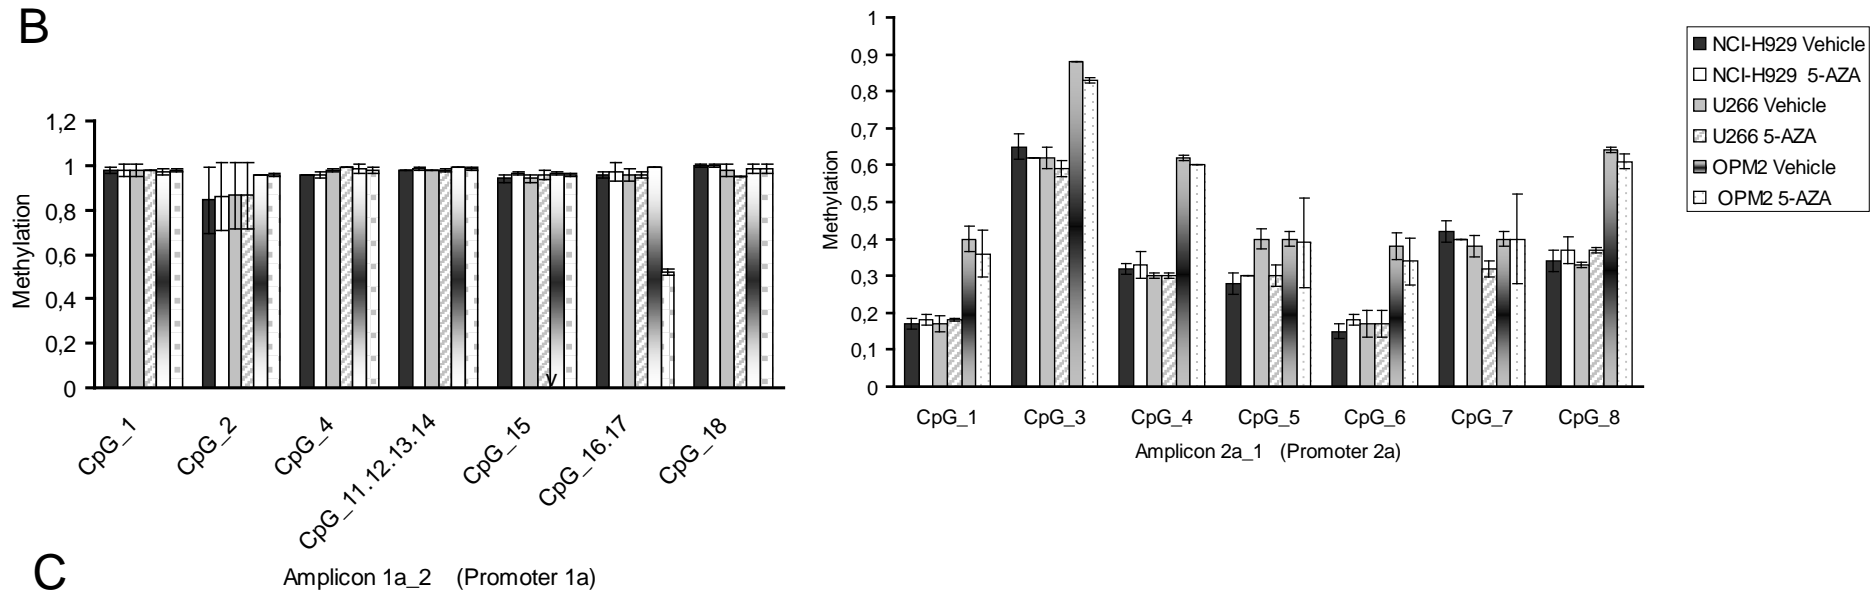 B
1,2
1
0,8
0,6
0,4
0,2
0
Methylation
CpG_1
CpG_2
CpG_4
CpG_11.12.13.14
CpG_15
CpG_16.17
CpG_18
v
Amplicon 1a_2 (Promoter 1a)
1
0,9
0,8
0,7
0,6
0,5
0,4
0,3
0,2
0,1
0
Methylation
CpG_1
CpG_3
CpG_4
CpG_5
CpG_6
CpG_7
CpG_8
Amplicon 2a_1 (Promoter 2a)
NCI-H929 Vehicle
NCI-H929 5-AZA
U266 Vehicle
U266 5-AZA
OPM2 Vehicle
OPM2 5-AZA
C